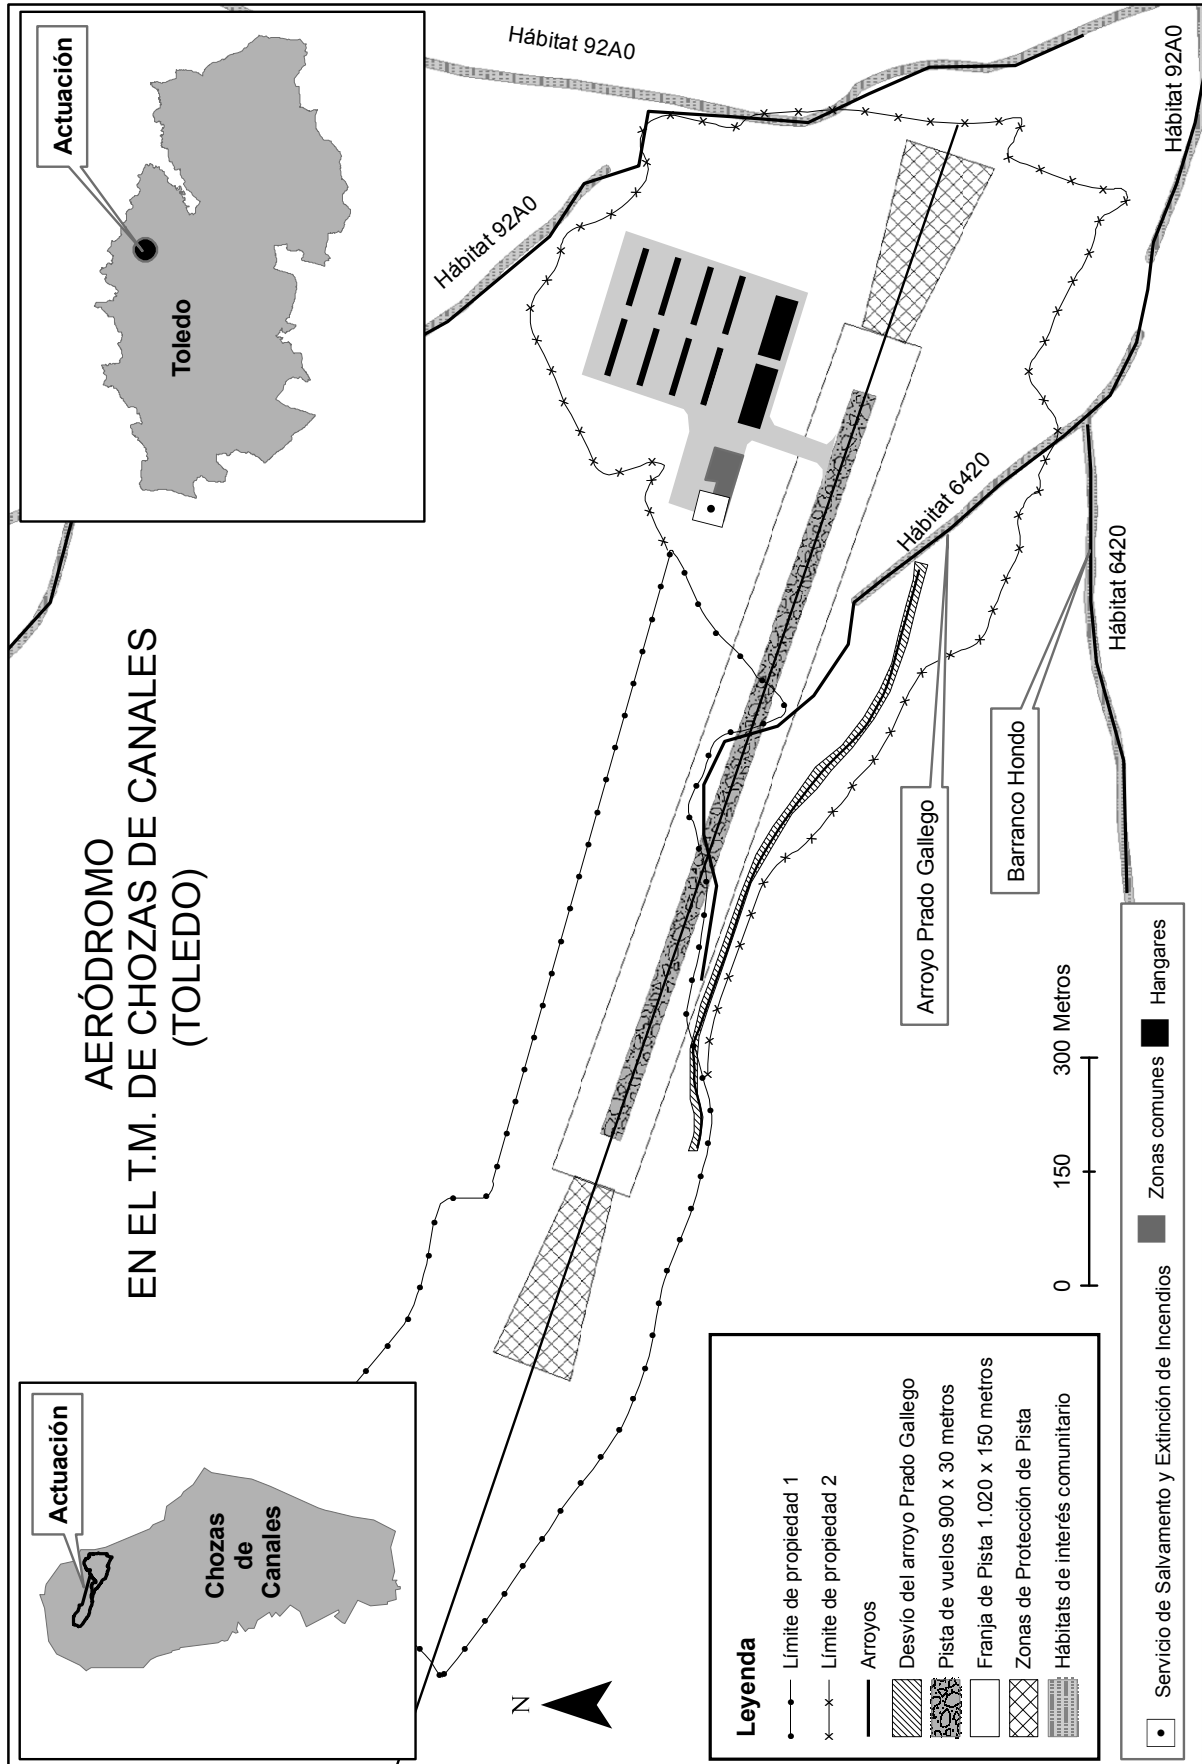 AERÓDROMO
EN EL T.M. DE CHOZAS DE CANALES
(TOLEDO)
Actuación
Chozas
de
Canales
Actuación
Toledo
Hábitat 92A0
Hábitat 92A0
Hábitat 92A0
Hábitat 6420
Hábitat 6420
Arroyo Prado Gallego
Barranco Hondo
N
Leyenda
Límite de propiedad 1
Límite de propiedad 2
Arroyos
Desvío del arroyo Prado Gallego
Pista de vuelos 900 x 30 metros
Franja de Pista 1.020 x 150 metros
Zonas de Protección de Pista
Hábitats de interés comunitario
0 150 300 Metros
Servicio de Salvamento y Extinción de Incendios
Zonas comunes
Hangares